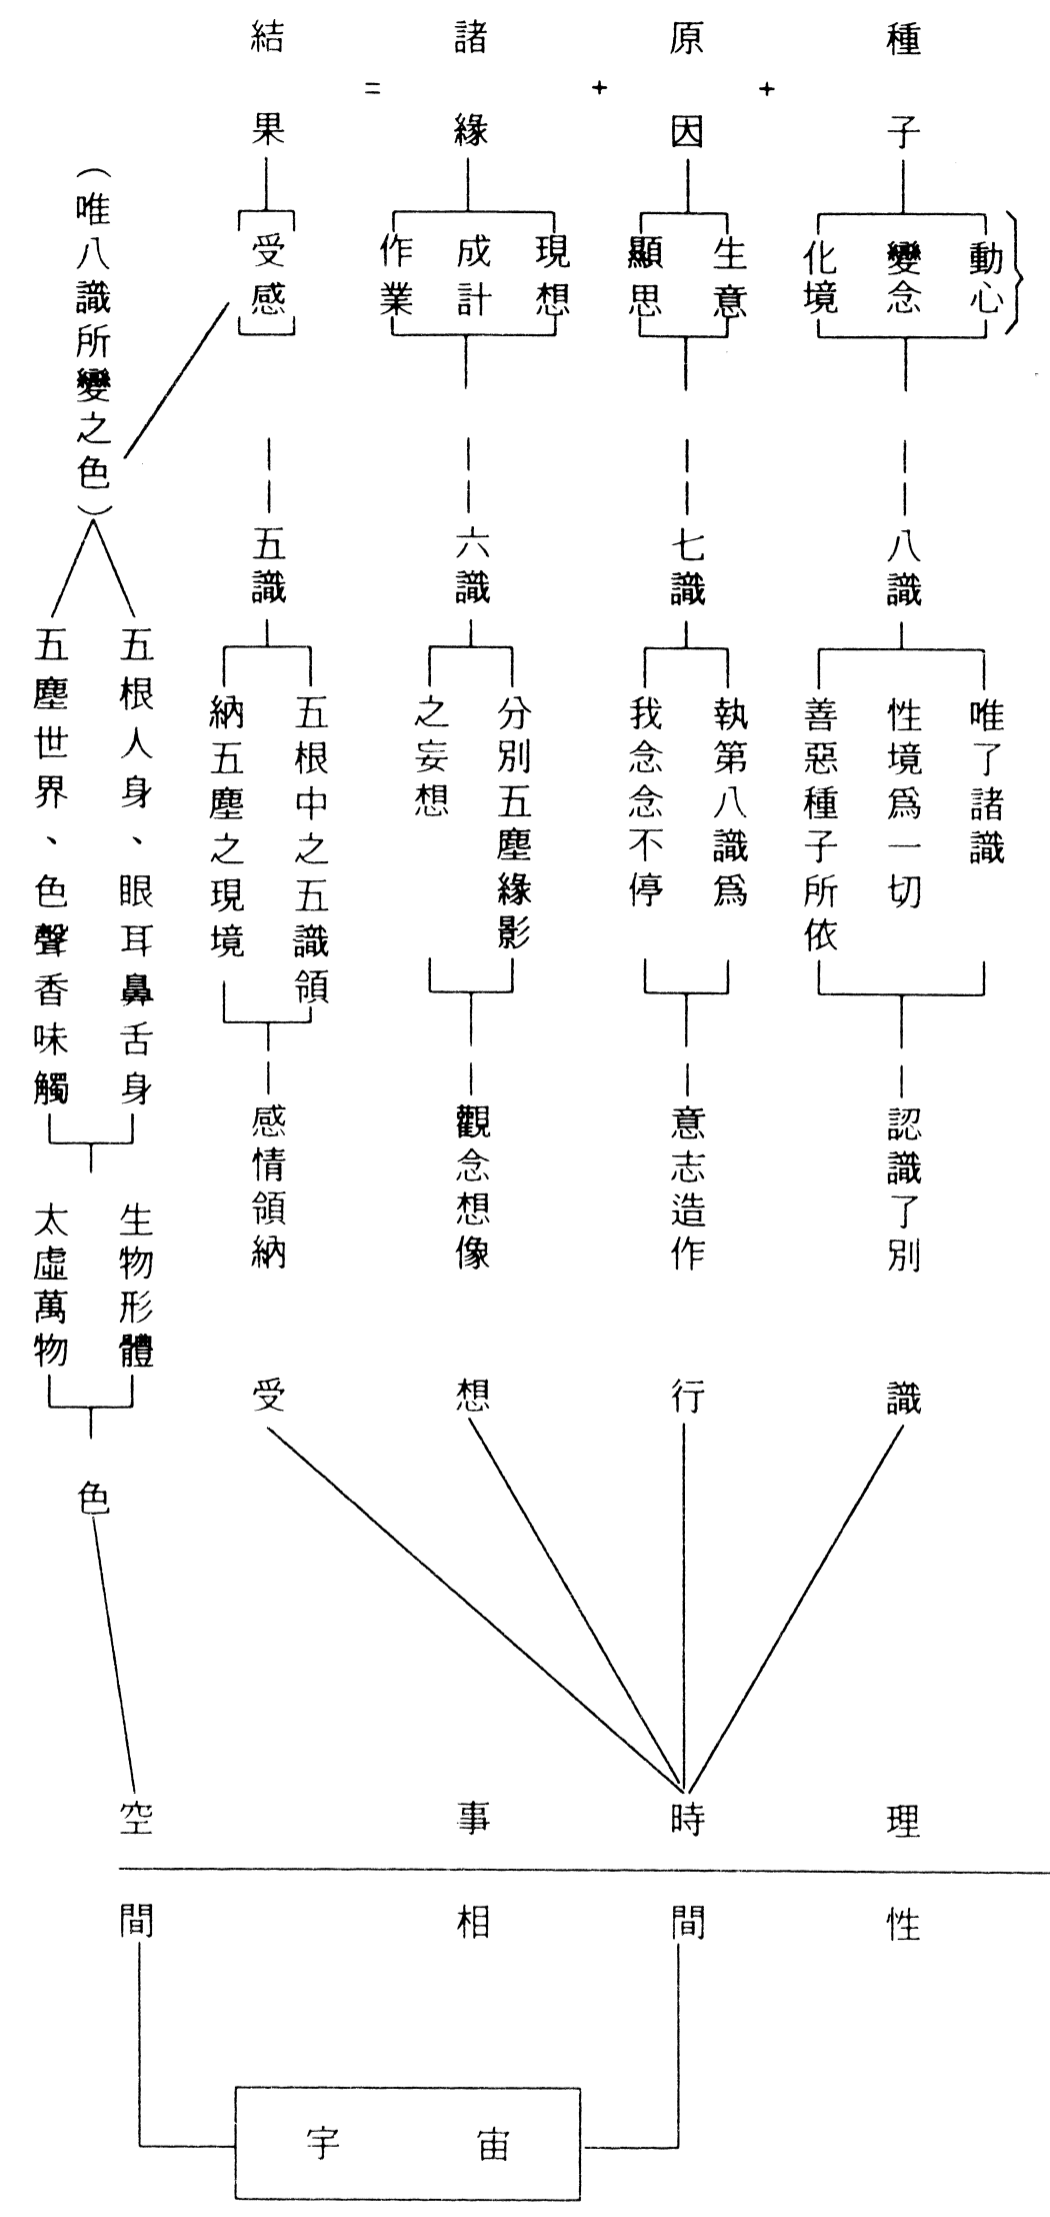 種子 + 原因 + 諸緣 = 結果
動心
變念
化境
生意
顯思
現想
成計
作業
受感
八識
七識
六識
五識
(唯八識所變之色)
唯了諸識
性境爲一切
善惡種子所依
執第八識爲
我念念不停
分別五塵緣影
之妄想
五根中之五識領
納五塵之現境
五根人身、眼耳鼻舌身
五塵世界、色聲香味觸
認識了別
意志造作
觀念想像
感情領納
生物形體
太虛萬物
識
行
想
受
色
理性
時間
事相
空間
宙
宇